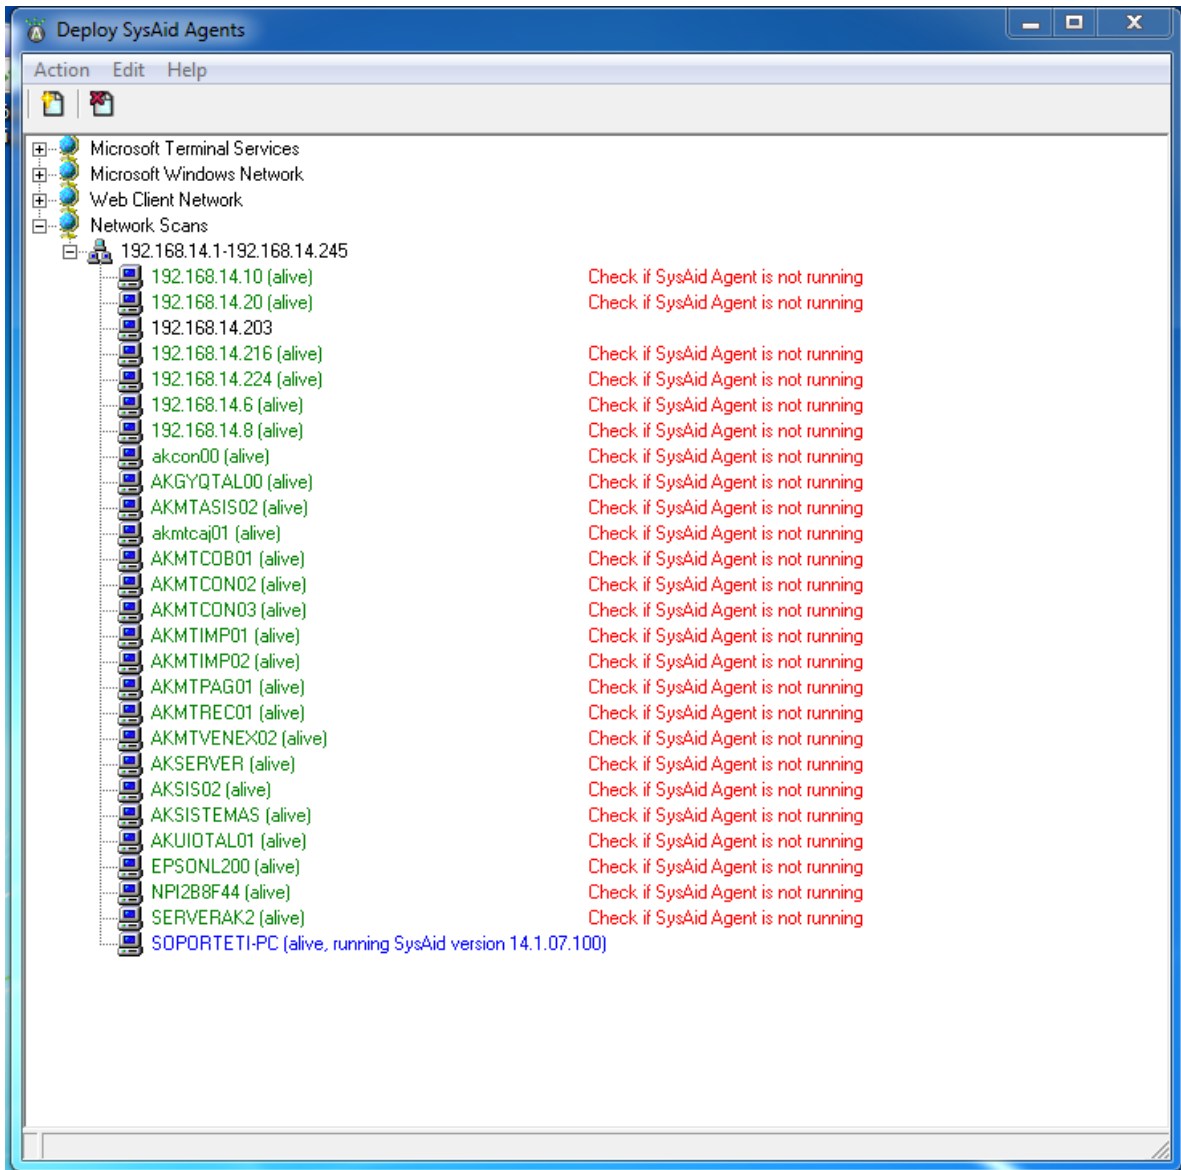 Deploy SysAid Agents
Action Edit Help
Microsoft Terminal Services
Microsoft Windows Network
Web Client Network
Network Scans
192.168.14.1-192.168.14.245
192.168.14.10 (alive) Check if SysAid Agent is not running
192.168.14.20 (alive) Check if SysAid Agent is not running
192.168.14.203
192.168.14.216 (alive) Check if SysAid Agent is not running
192.168.14.224 (alive) Check if SysAid Agent is not running
192.168.14.6 (alive) Check if SysAid Agent is not running
192.168.14.8 (alive) Check if SysAid Agent is not running
akcon00 (alive) Check if SysAid Agent is not running
AKGYQTAL00 (alive) Check if SysAid Agent is not running
AKMTASIS02 (alive) Check if SysAid Agent is not running
akmtcaj01 (alive) Check if SysAid Agent is not running
AKMTCOB01 (alive) Check if SysAid Agent is not running
AKMTCON02 (alive) Check if SysAid Agent is not running
AKMTCON03 (alive) Check if SysAid Agent is not running
AKMTIMP01 (alive) Check if SysAid Agent is not running
AKMTIMP02 (alive) Check if SysAid Agent is not running
AKMTPAG01 (alive) Check if SysAid Agent is not running
AKMTREC01 (alive) Check if SysAid Agent is not running
AKMTVENEX02 (alive) Check if SysAid Agent is not running
AKSERVER (alive) Check if SysAid Agent is not running
AKSIS02 (alive) Check if SysAid Agent is not running
AKSISTEMAS (alive) Check if SysAid Agent is not running
AKUIOTAL01 (alive) Check if SysAid Agent is not running
EPSONL200 (alive) Check if SysAid Agent is not running
NPI2B8F44 (alive) Check if SysAid Agent is not running
SERVERAK2 (alive) Check if SysAid Agent is not running
SOPORTETI-PC (alive, running SysAid version 14.1.07.100)